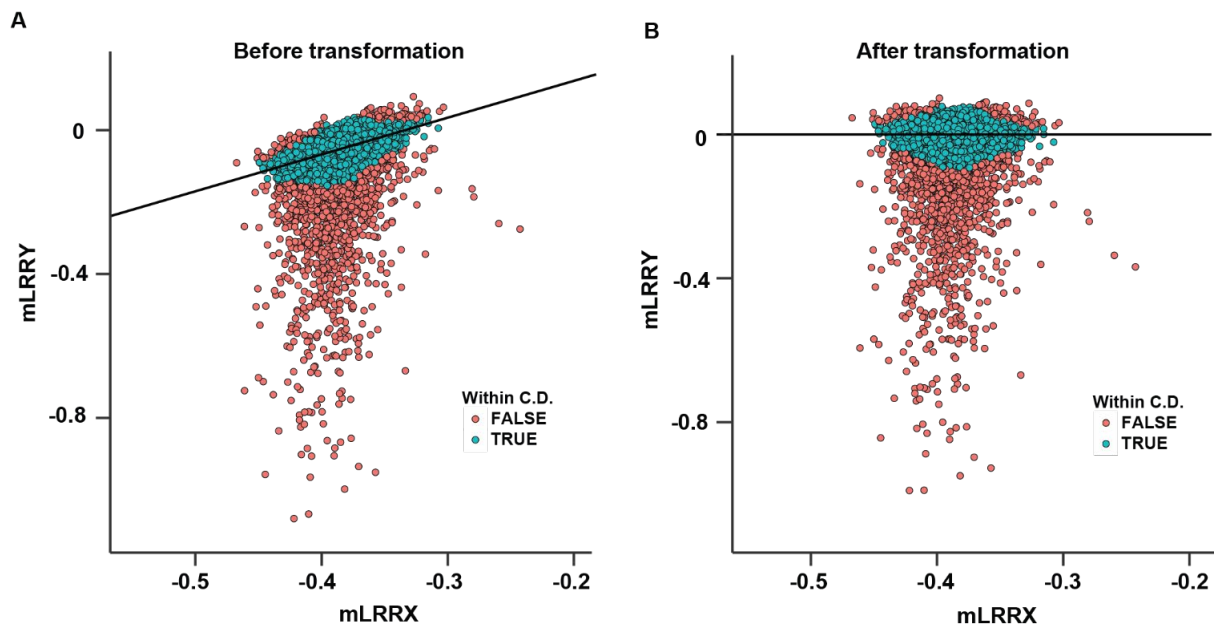 A
Before transformation
0
-0.4
-0.8
mLRRY
Within C.D.
FALSE
TRUE
-0.5
-0.4
-0.3
-0.2
mLRRX
B
After transformation
0
-0.4
-0.8
mLRRY
Within C.D.
FALSE
TRUE
-0.5
-0.4
-0.3
-0.2
mLRRX